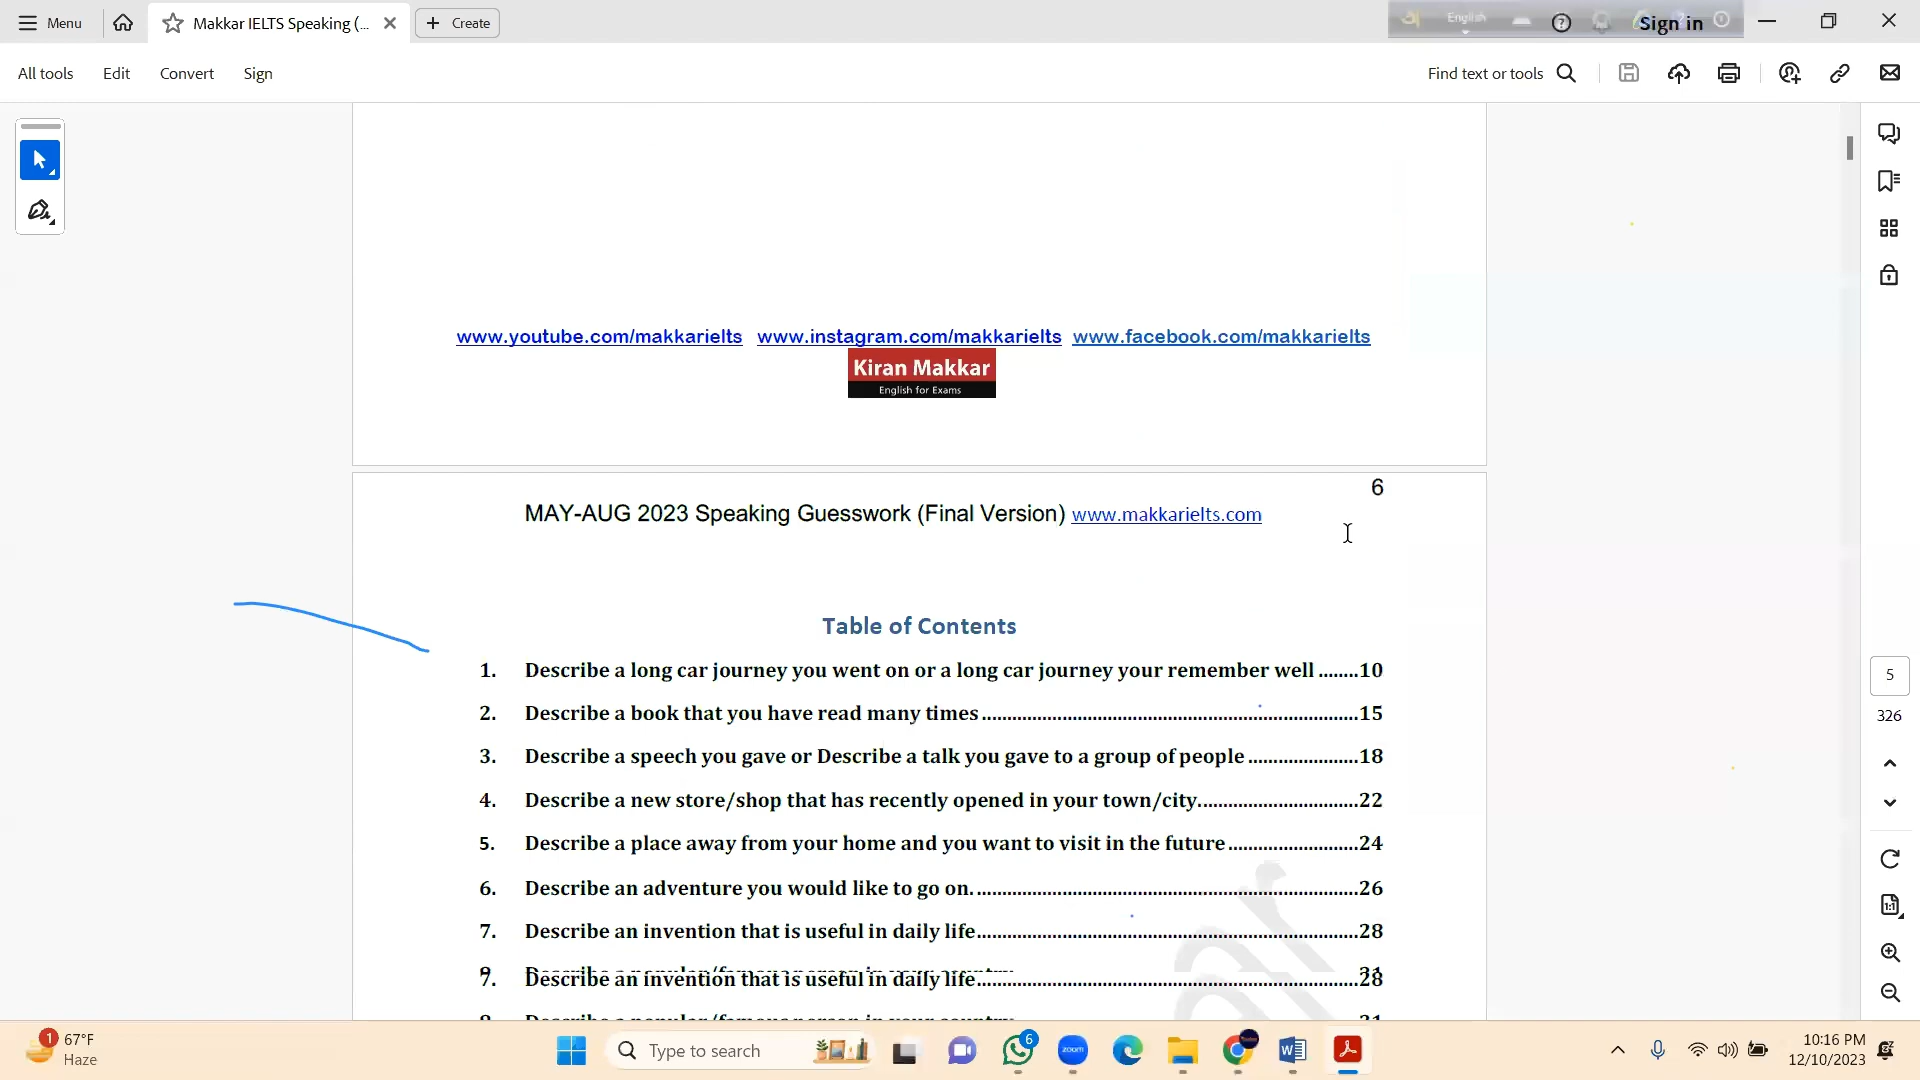 Menu
Makkar IELTS Speaking (...
Create
English
Sign in
All tools
Edit
Convert
Sign
Find text or tools
www.youtube.com/makkarielts www.instagram.com/makkarielts www.facebook.com/makkarielts
Kiran Makkar
English for Exams
6
MAY-AUG 2023 Speaking Guesswork (Final Version) www.makkarielts.com
Table of Contents
1. Describe a long car journey you went on or a long car journey your remember well ........10
2. Describe a book that you have read many times ........15
3. Describe a speech you gave or Describe a talk you gave to a group of people ........18
4. Describe a new store/shop that has recently opened in your town/city........22
5. Describe a place away from your home and you want to visit in the future ........24
6. Describe an adventure you would like to go on. ........26
7. Describe an invention that is useful in daily life........28
7. Describe an invention that is useful in daily life........28
5
326
1
67°F
Haze
Type to search
6
zoom
10:16 PM
12/10/2023